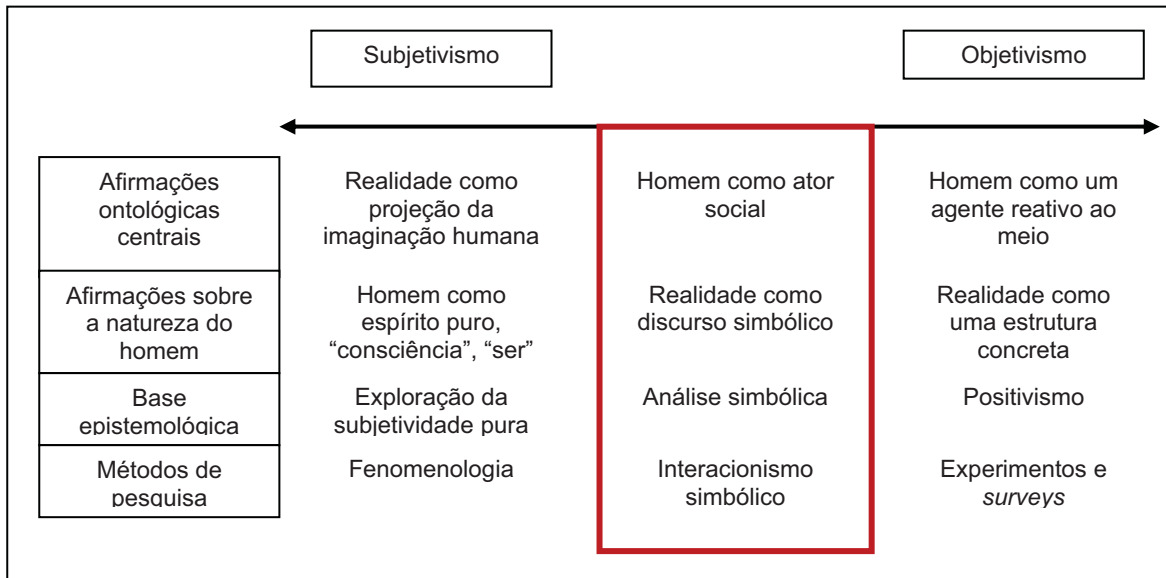 Subjetivismo
Objetivismo
Afirmações
ontológicas
centrais
Realidade como
projeção da
imaginação humana
Homem como ator
social
Homem como um
agente reativo ao
meio
Afirmações sobre
a natureza do
homem
Homem como
espírito puro,
“consciência”, “ser”
Realidade como
discurso simbólico
Realidade como
uma estrutura
concreta
Base
epistemológica
Exploração da
subjetividade pura
Análise simbólica
Positivismo
Métodos de
pesquisa
Fenomenologia
Interacionismo
simbólico
Experimentos e
surveys